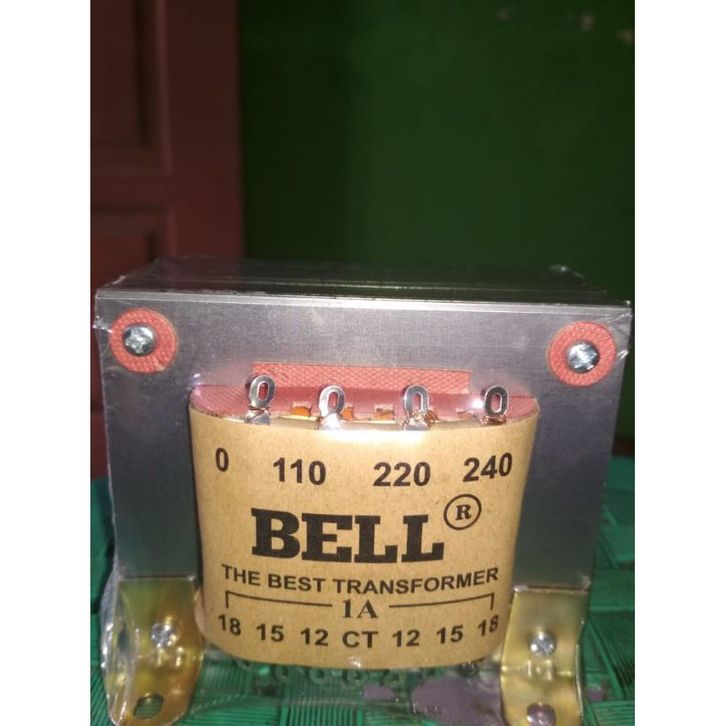 0 110 220 240
BELL ®
THE BEST TRANSFORMER
1A
18 15 12 CT 12 15 18